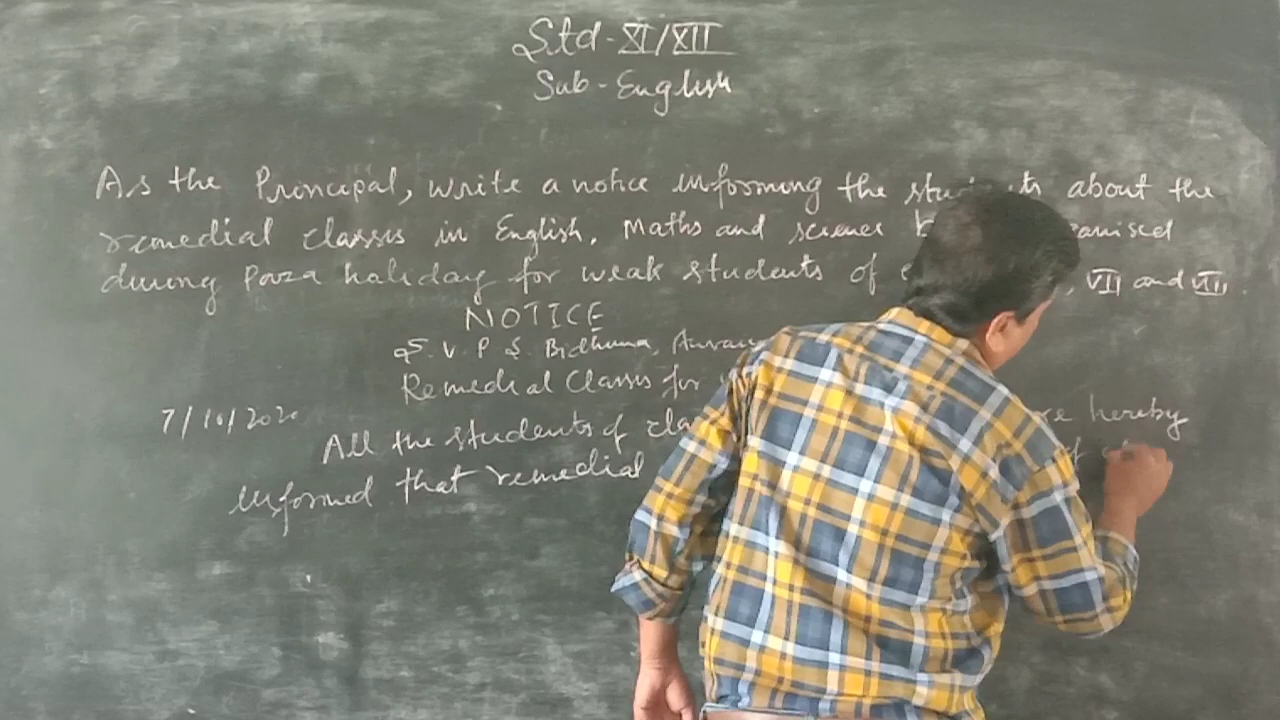 Std-XI/XII
Sub-English
As the Principal, write a notice informing the students about the
remedial classes in English, Maths and science
during Paza holiday for weak students of , VII and VIII.
NOTICE
S. V. P. S. Bidhuna,
Remedial Classes for
7/10/2020
All the students of hereby
informed that remedial of